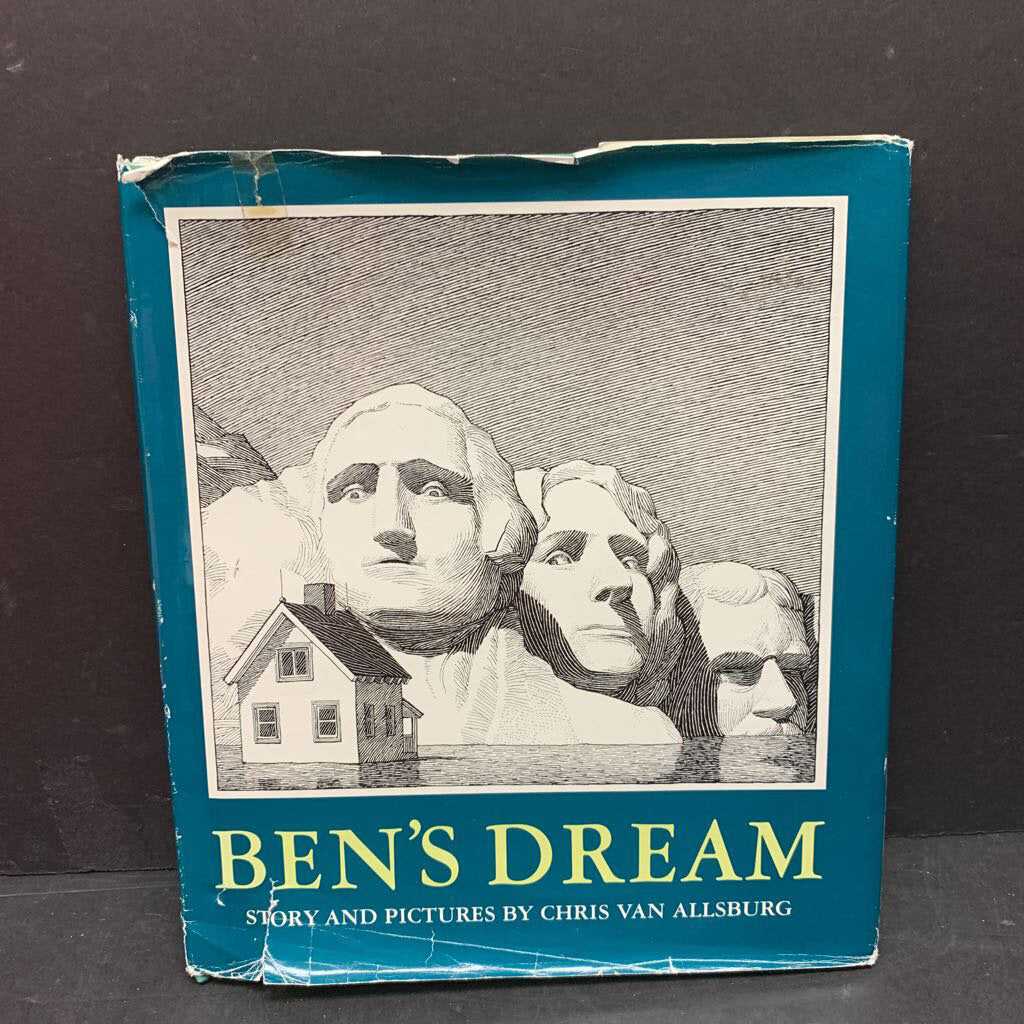 BEN'S DREAM
STORY AND PICTURES BY CHRIS VAN ALLSBURG